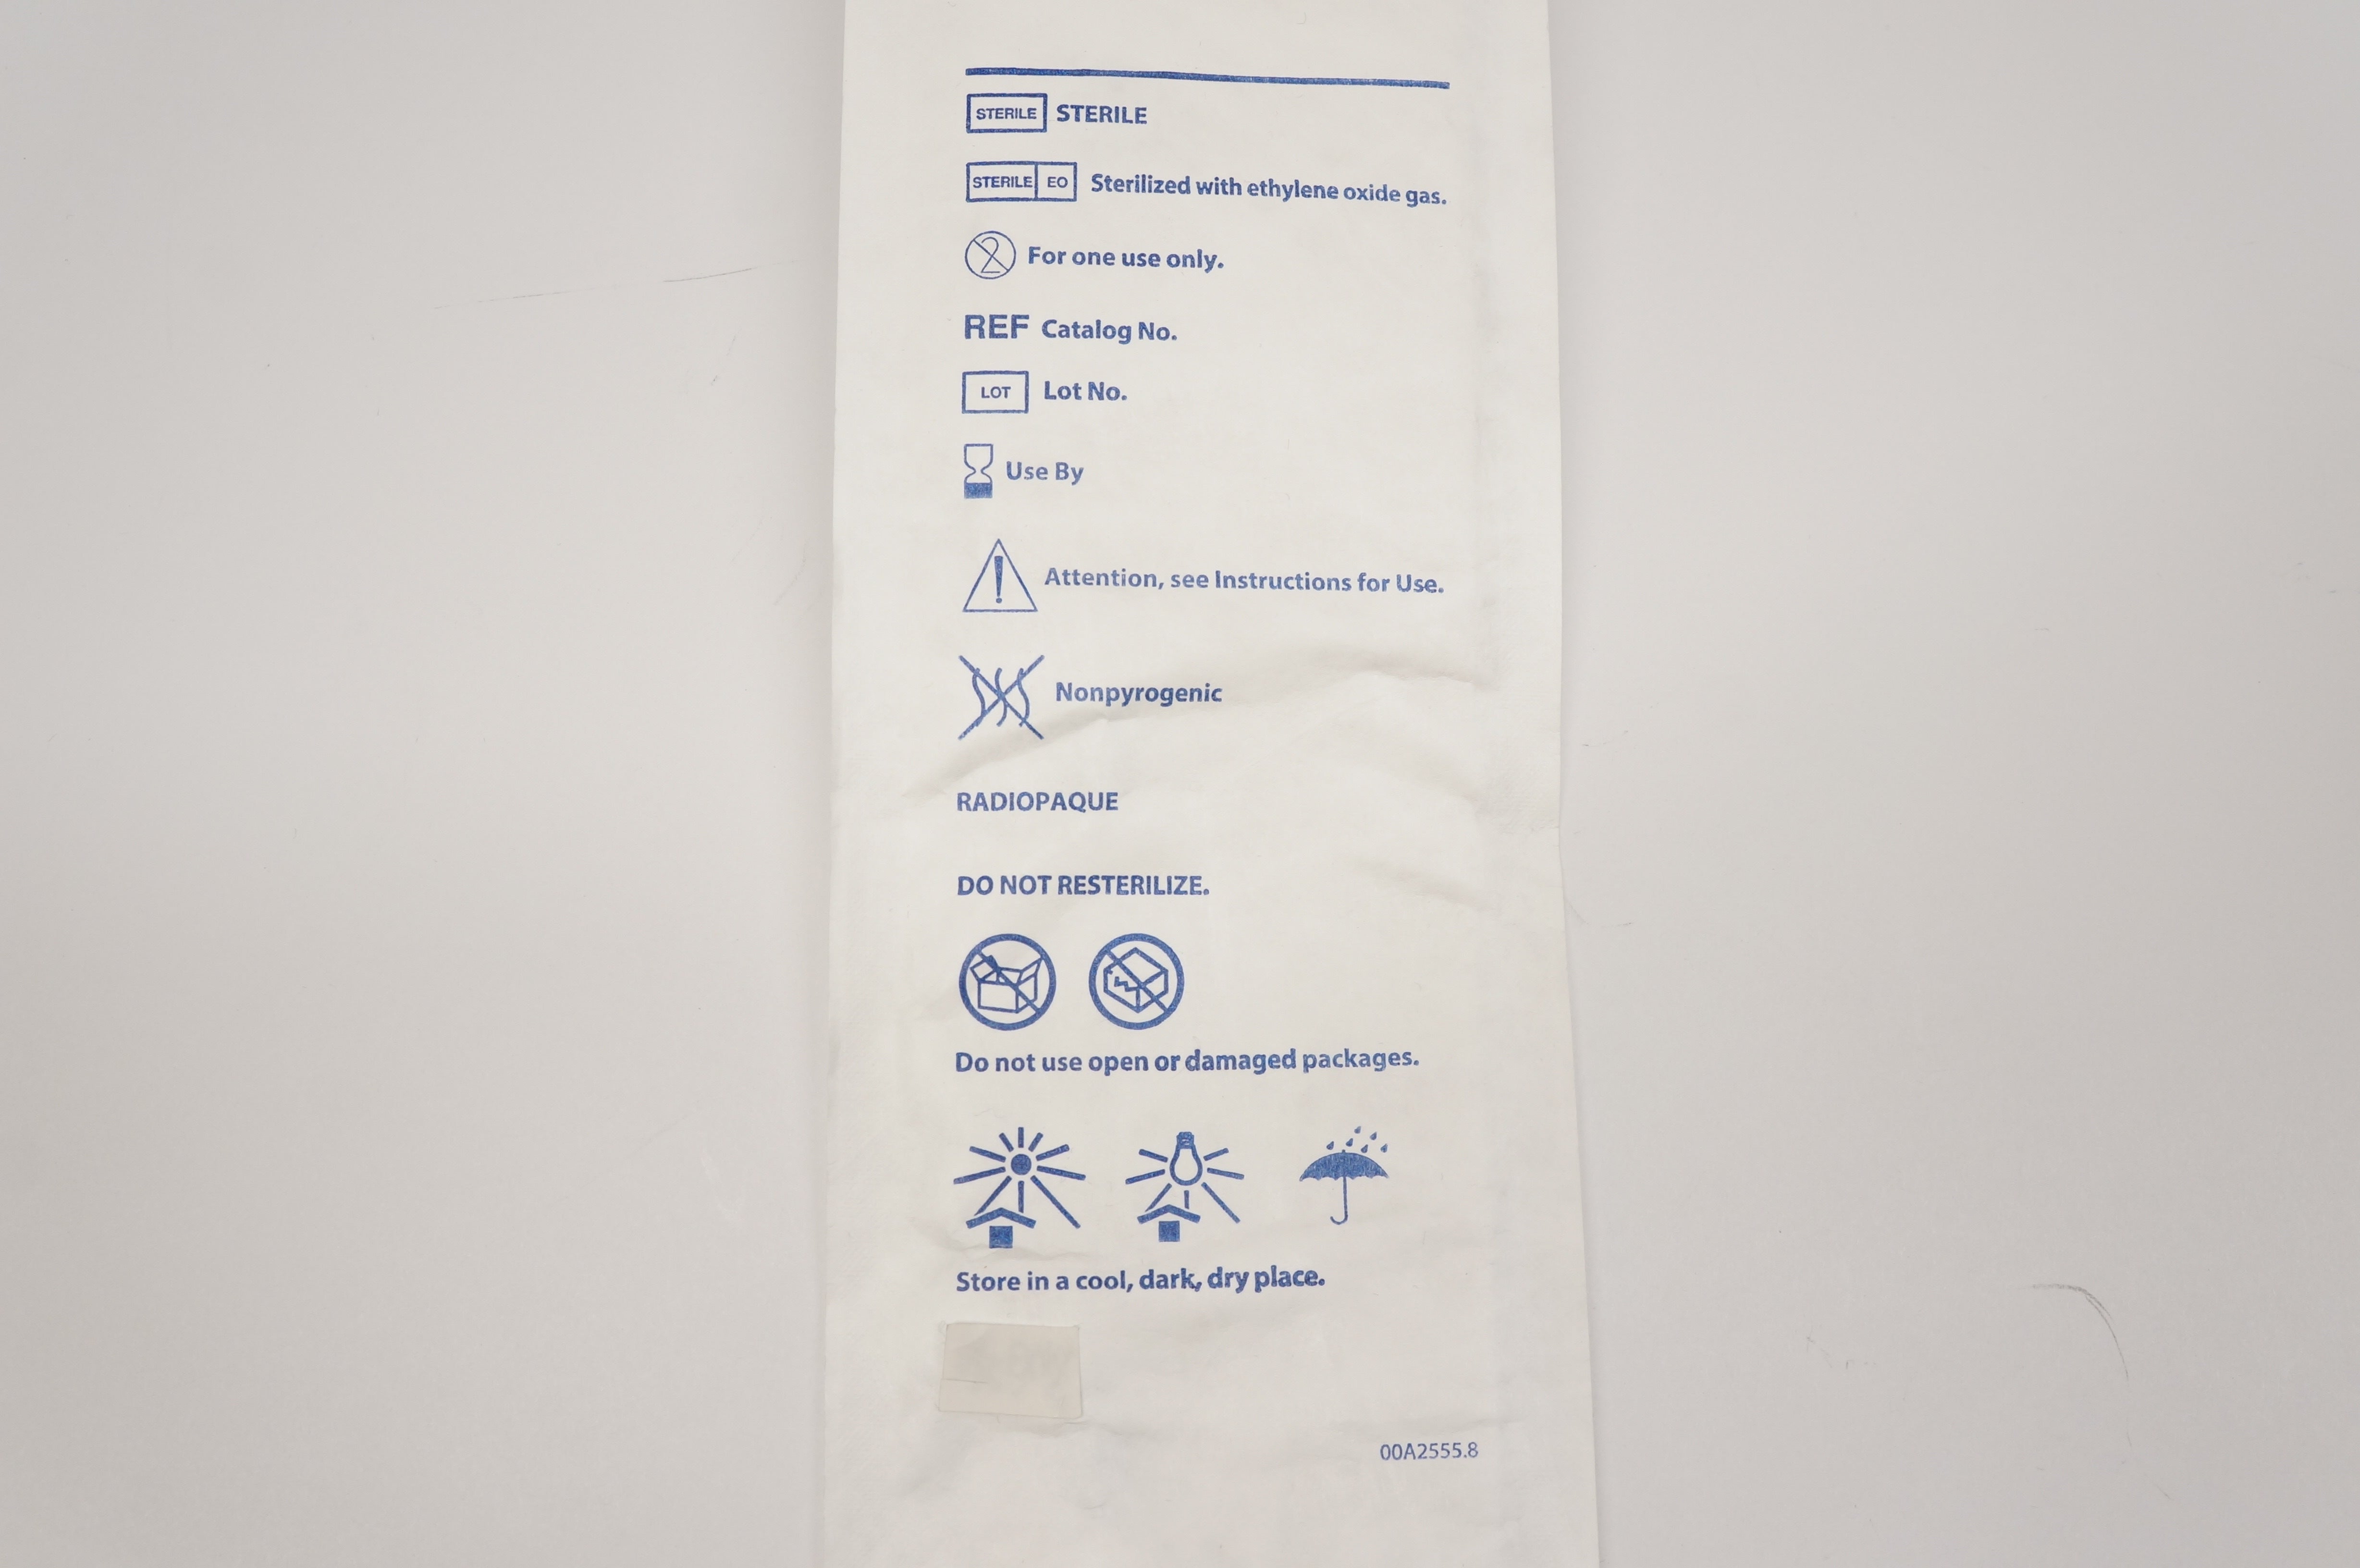 STERILE STERILE
STERILE EO Sterilized with ethylene oxide gas.
2 For one use only.
REF Catalog No.
LOT Lot No.
Use By
! Attention, see Instructions for Use.
Nonpyrogenic
RADIOPAQUE
DO NOT RESTERILIZE.
Do not use open or damaged packages.
Store in a cool, dark, dry place.
00A2555.8